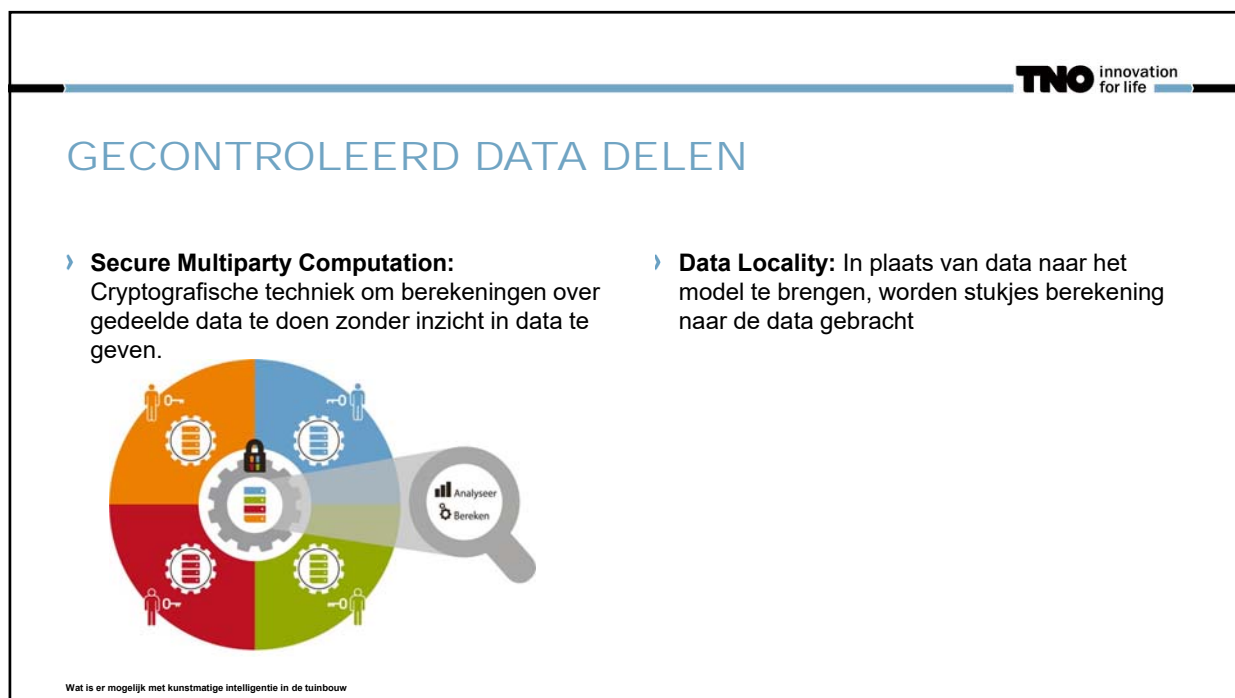 TNO innovation
for life
GECONTROLEERD DATA DELEN
› Secure Multiparty Computation:
Cryptografische techniek om berekeningen over
gedeelde data te doen zonder inzicht in data te
geven.
› Data Locality: In plaats van data naar het
model te brengen, worden stukjes berekening
naar de data gebracht
Analyseer
Bereken
Wat is er mogelijk met kunstmatige intelligentie in de tuinbouw